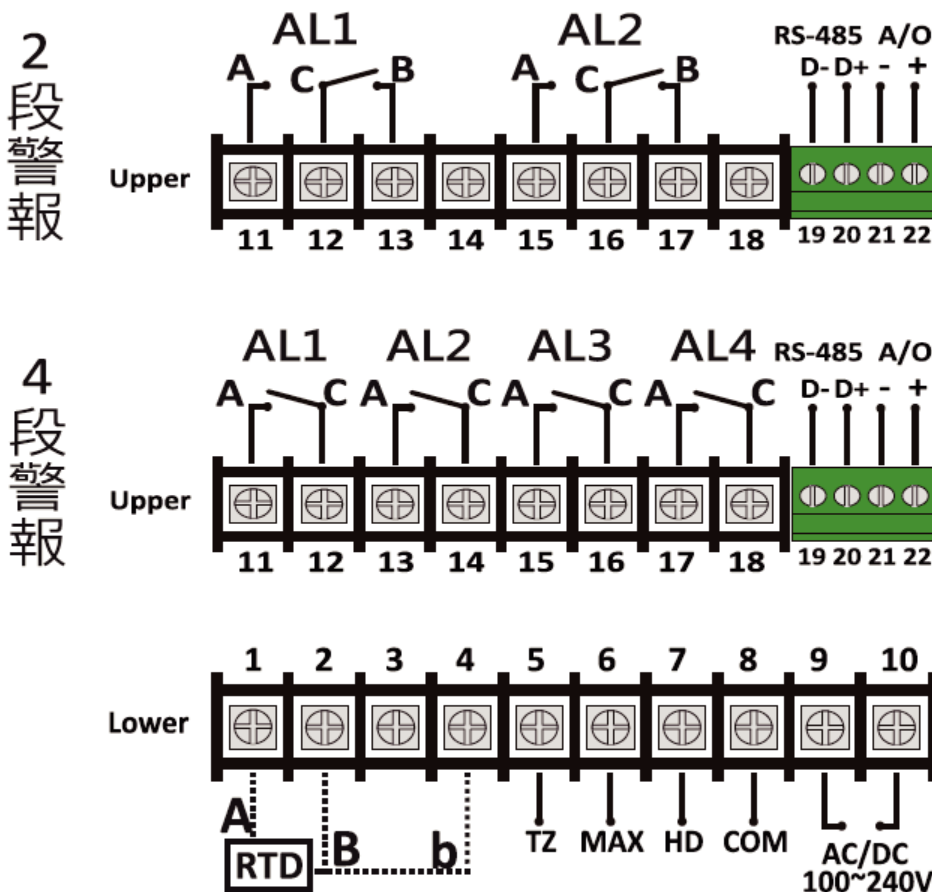 2段警報
AL1 AL2 RS-485 A/O
A C B A C B D- D+ - +
Upper
11 12 13 14 15 16 17 18 19 20 21 22
4段警報
AL1 AL2 AL3 AL4 RS-485 A/O
A C A C A C A C D- D+ - +
Upper
11 12 13 14 15 16 17 18 19 20 21 22
1 2 3 4 5 6 7 8 9 10
Lower
A B b TZ MAX HD COM
RTD AC/DC
100~240V